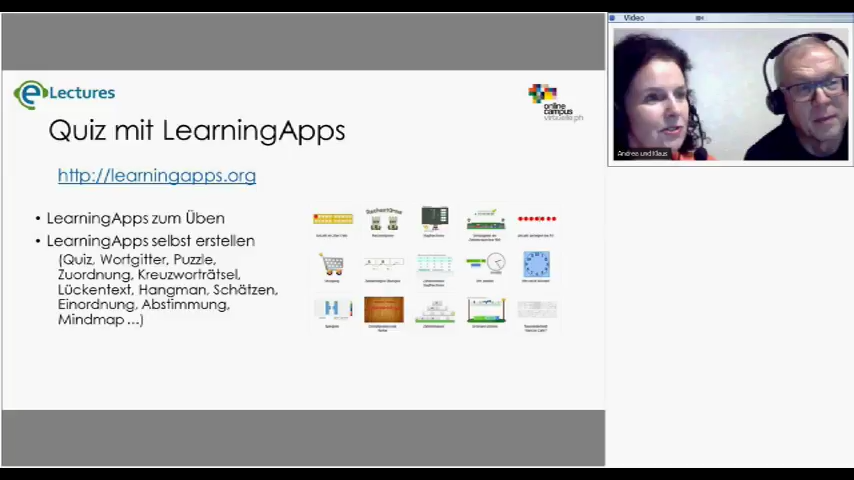 Video
eLectures
online
campus
virtuelle ph
Quiz mit LearningApps
http://learningapps.org
• LearningApps zum Üben
• LearningApps selbst erstellen
(Quiz, Wortgitter, Puzzle,
Zuordnung, Kreuzworträtsel,
Lückentext, Hangman, Schätzen,
Einordnung, Abstimmung,
Mindmap ...)
Andrea und Klaus